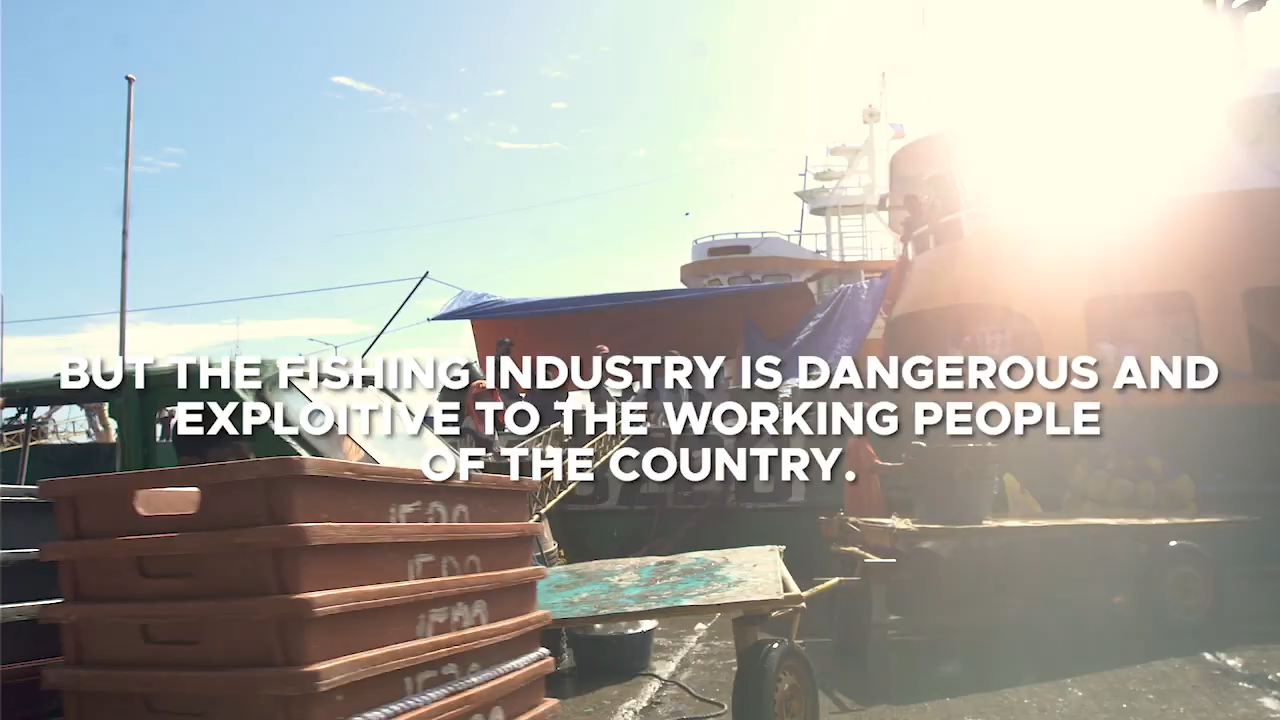 BUT THE FISHING INDUSTRY IS DANGEROUS AND
EXPLOITIVE TO THE WORKING PEOPLE
OF THE COUNTRY.